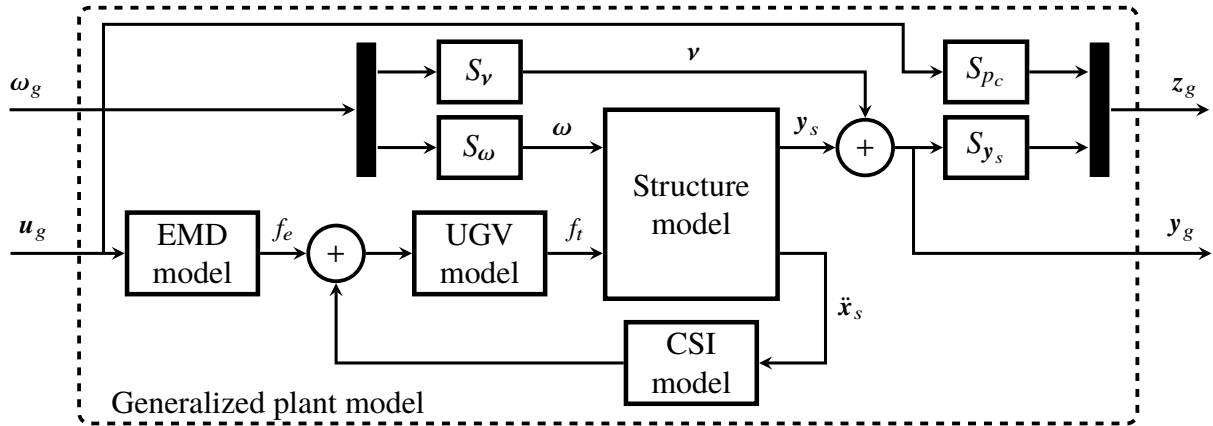 ω_g
S_ν
ν
S_{p_c}
z_g
S_ω
ω
y_s
+
S_{y_s}
Structure
model
u_g
EMD
model
f_e
+
UGV
model
f_t
y_g
ẍ_s
CSI
model
Generalized plant model